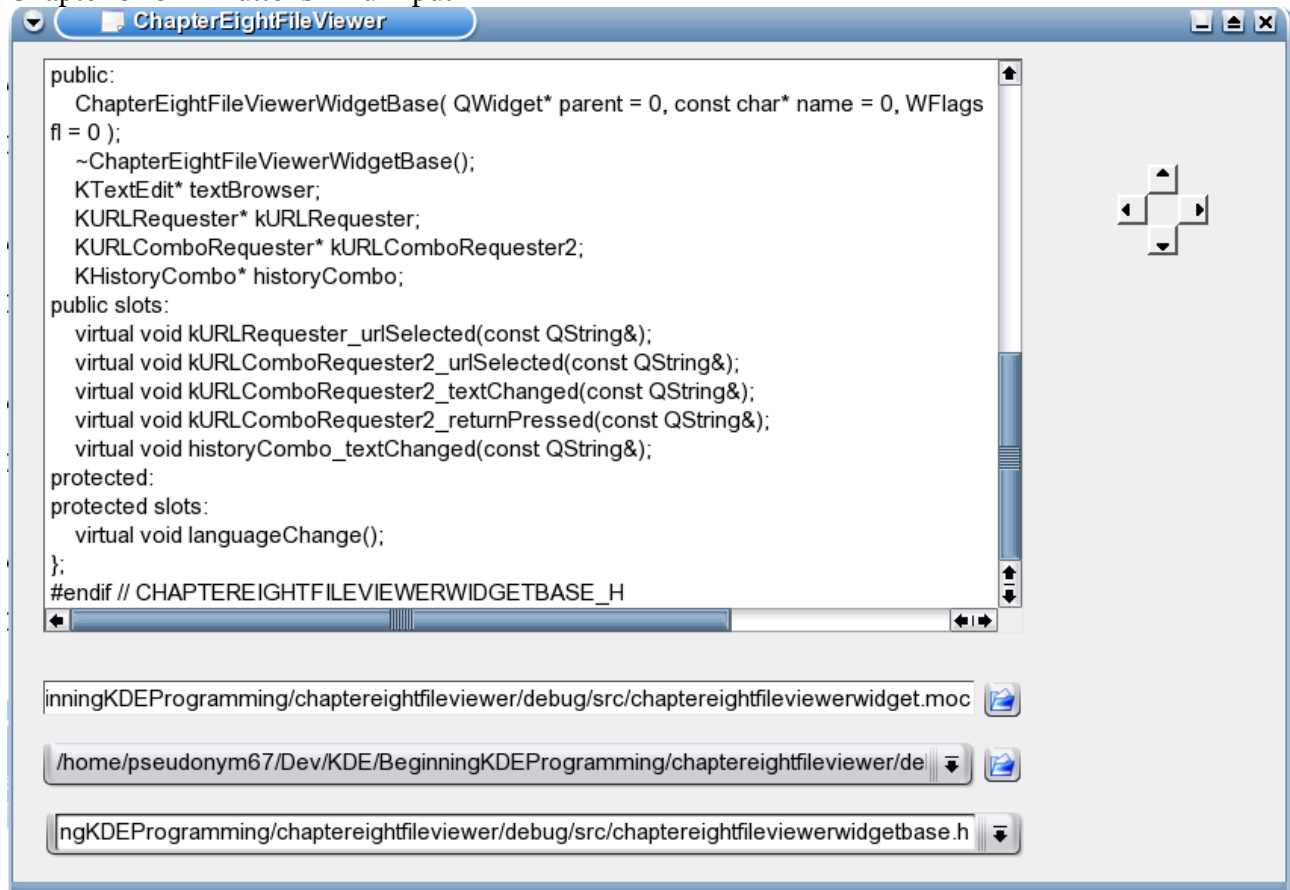 ChapterEightFileViewer
public:
ChapterEightFileViewerWidgetBase( QWidget* parent = 0, const char* name = 0, WFlags
fl = 0 );
~ChapterEightFileViewerWidgetBase();
KTextEdit* textBrowser;
KURLRequester* kURLRequester;
KURLComboRequester* kURLComboRequester2;
KHistoryCombo* historyCombo;
public slots:
virtual void kURLRequester_urlSelected(const QString&);
virtual void kURLComboRequester2_urlSelected(const QString&);
virtual void kURLComboRequester2_textChanged(const QString&);
virtual void kURLComboRequester2_returnPressed(const QString&);
virtual void historyCombo_textChanged(const QString&);
protected:
protected slots:
virtual void languageChange();
};
#endif // CHAPTEREIGHTFILEVIEWERWIDGETBASE_H
inningKDEProgramming/chaptereightfileviewer/debug/src/chaptereightfileviewerwidget.moc
/home/pseudonym67/Dev/KDE/BeginningKDEProgramming/chaptereightfileviewer/de
ngKDEProgramming/chaptereightfileviewer/debug/src/chaptereightfileviewerwidgetbase.h